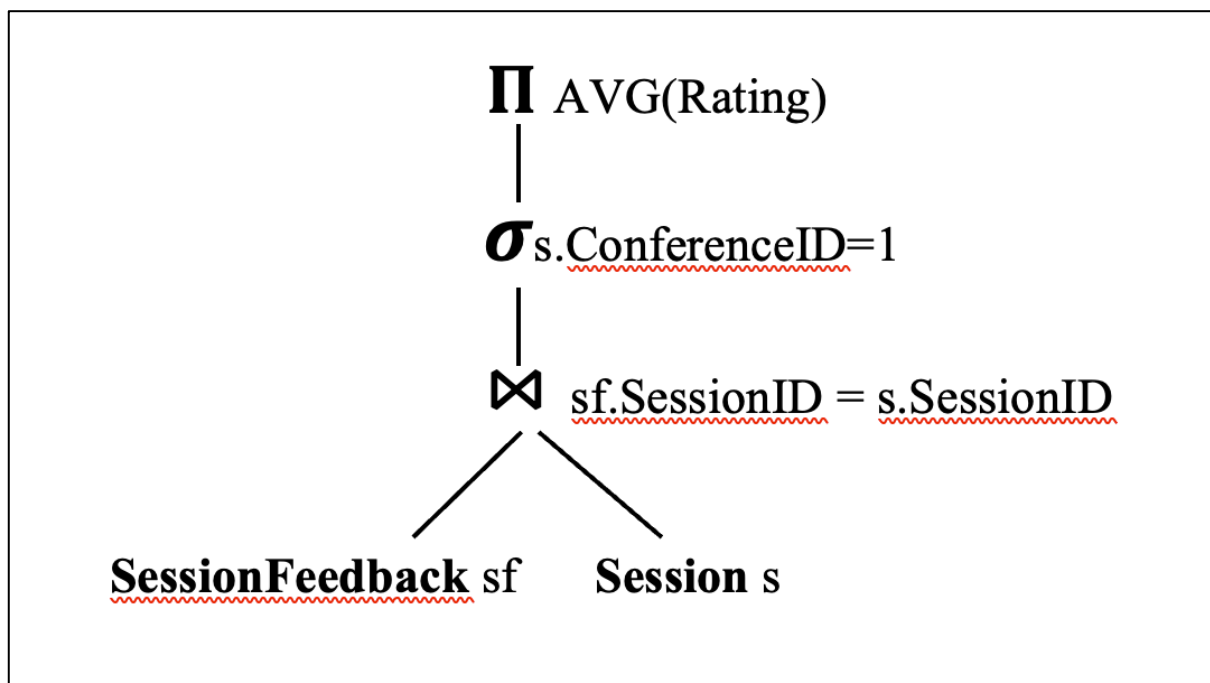 Π AVG(Rating)
σ s.ConferenceID=1
⋈ sf.SessionID = s.SessionID
SessionFeedback sf Session s